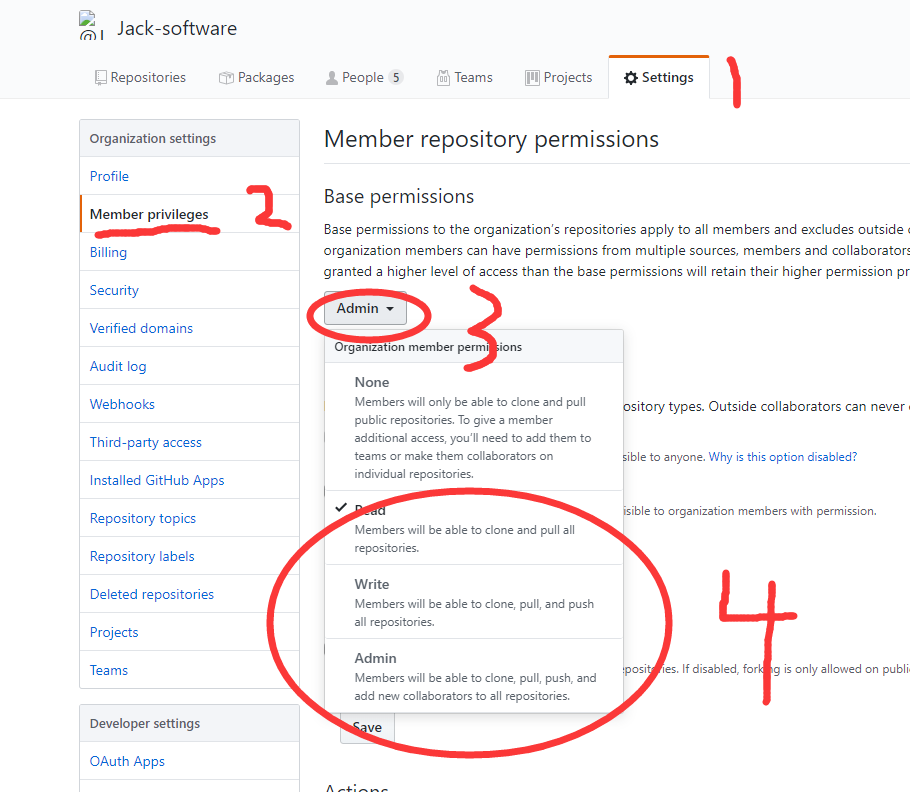 Jack-software
Repositories Packages People 5 Teams Projects Settings 1
Organization settings
Profile
Member privileges 2
Billing
Security
Verified domains
Audit log
Webhooks
Third-party access
Installed GitHub Apps
Repository topics
Repository labels
Deleted repositories
Projects
Teams
Developer settings
OAuth Apps
Member repository permissions
Base permissions
Base permissions to the organization's repositories apply to all members and excludes outside
organization members can have permissions from multiple sources, members and collaborators
granted a higher level of access than the base permissions will retain their higher permission
Admin 3
Organization member permissions
None
Members will only be able to clone and pull
public repositories. To give a member
additional access, you'll need to add them to
teams or make them collaborators on
individual repositories.
Read
Members will be able to clone and pull all
repositories.
Write
Members will be able to clone, pull, and push
all repositories.
Admin
Members will be able to clone, pull, push, and
add new collaborators to all repositories.
ository types. Outside collaborators can never
sible to anyone. Why is this option disabled?
isible to organization members with permission.
4
epositories. If disabled, forking is only allowed on publi
Save
Actions